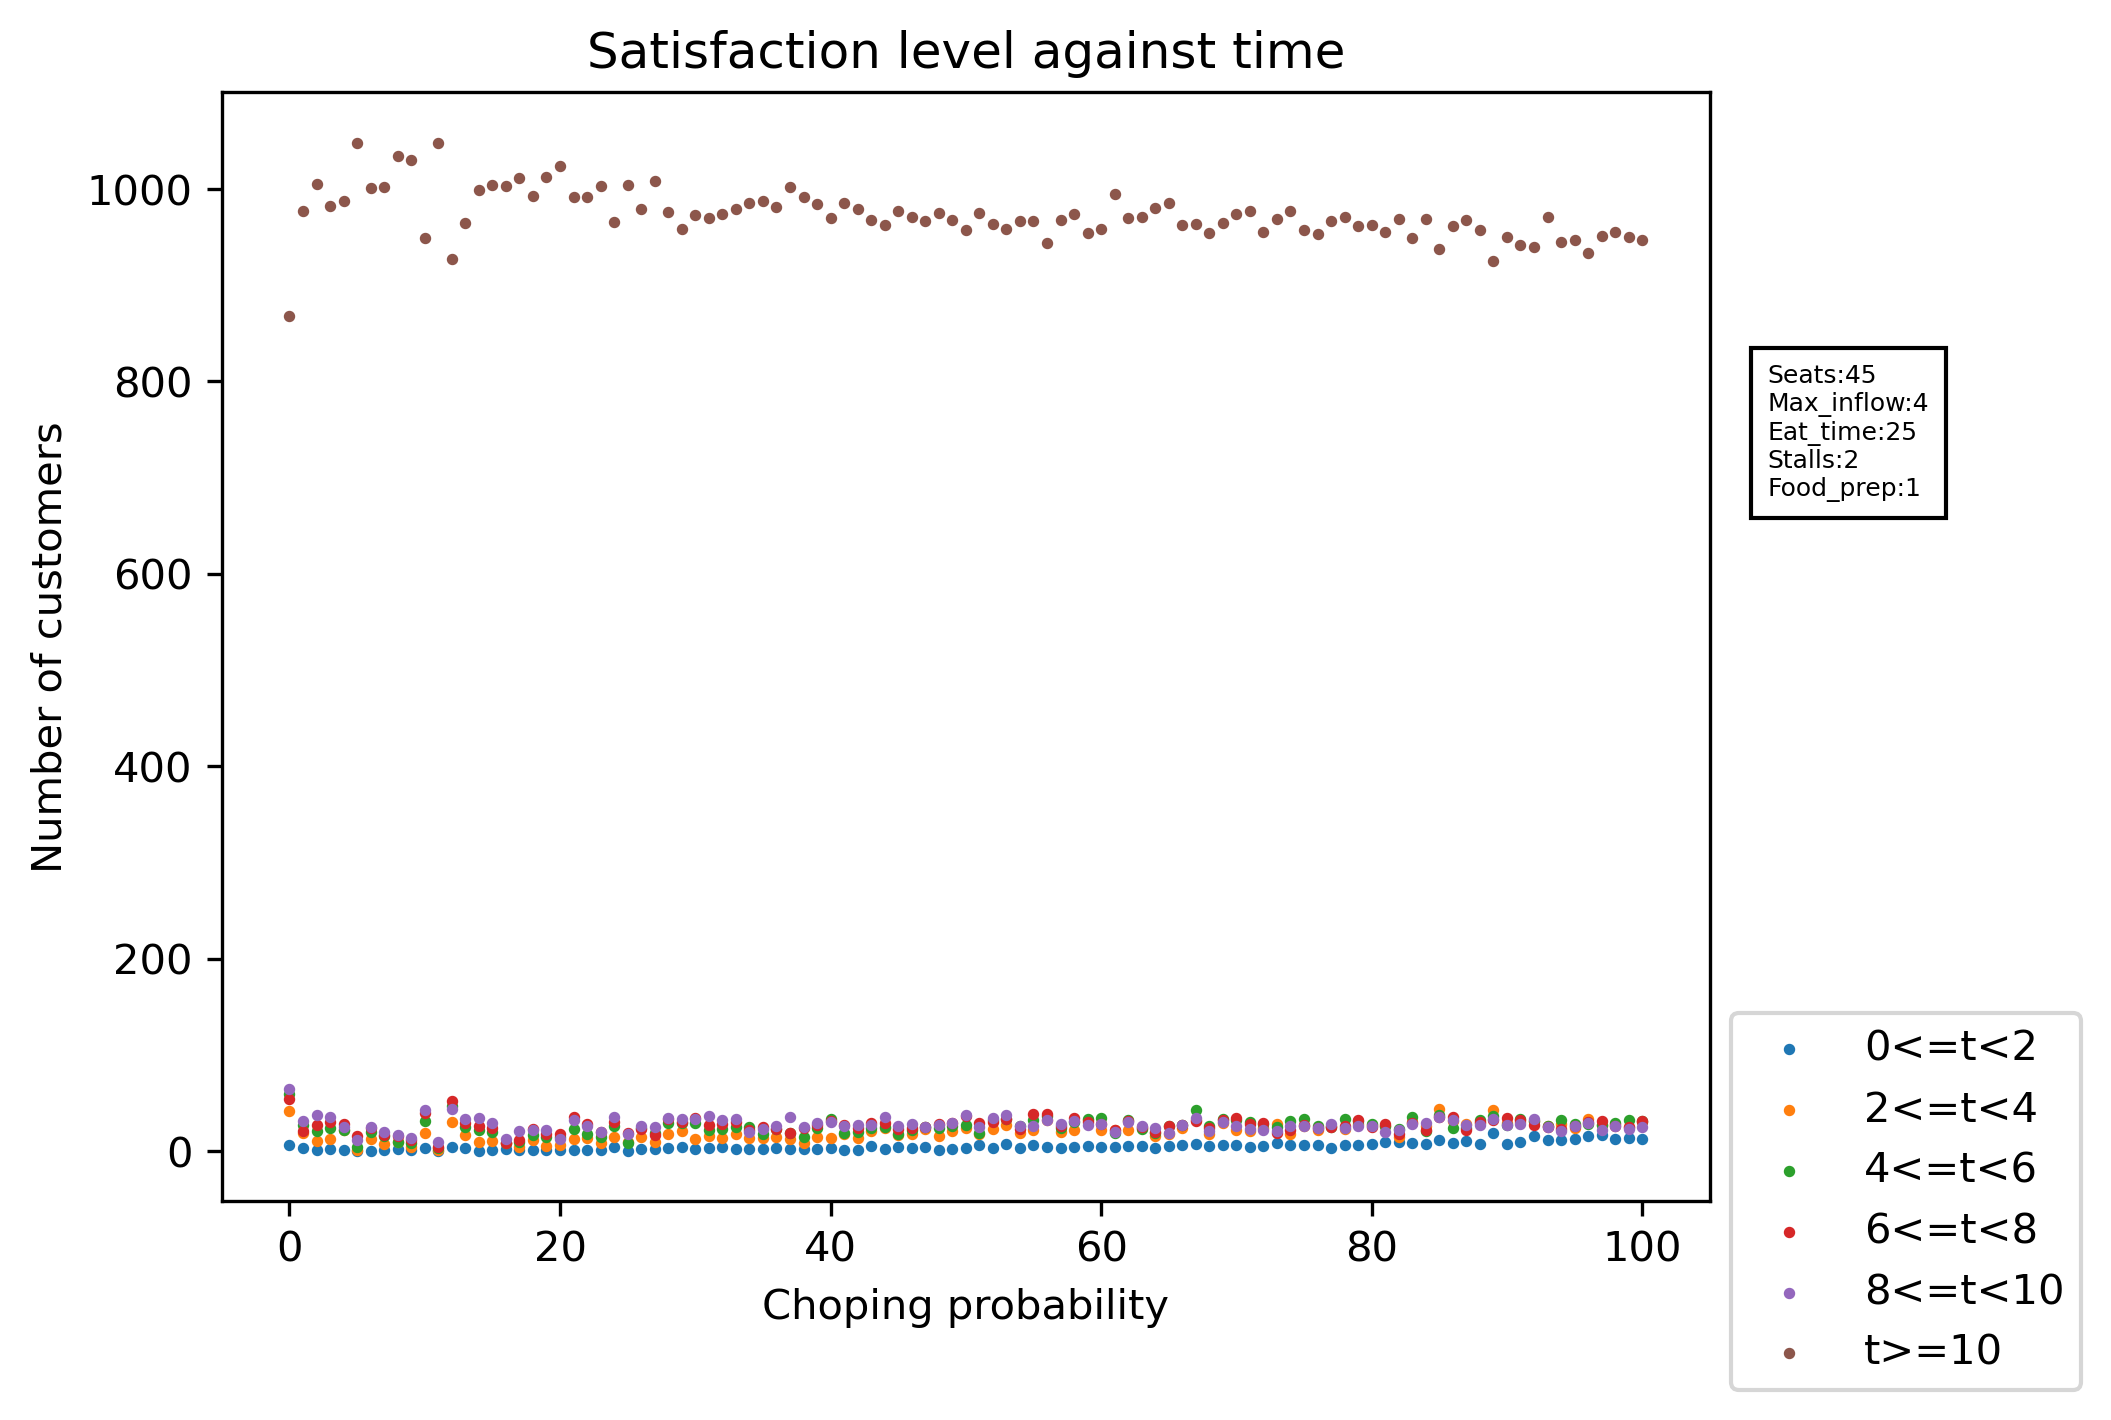 Satisfaction level against time
Number of customers
1000
800
600
400
200
0
0 20 40 60 80 100
Choping probability
Seats:45
Max_inflow:4
Eat_time:25
Stalls:2
Food_prep:1
0<=t<2
2<=t<4
4<=t<6
6<=t<8
8<=t<10
t>=10